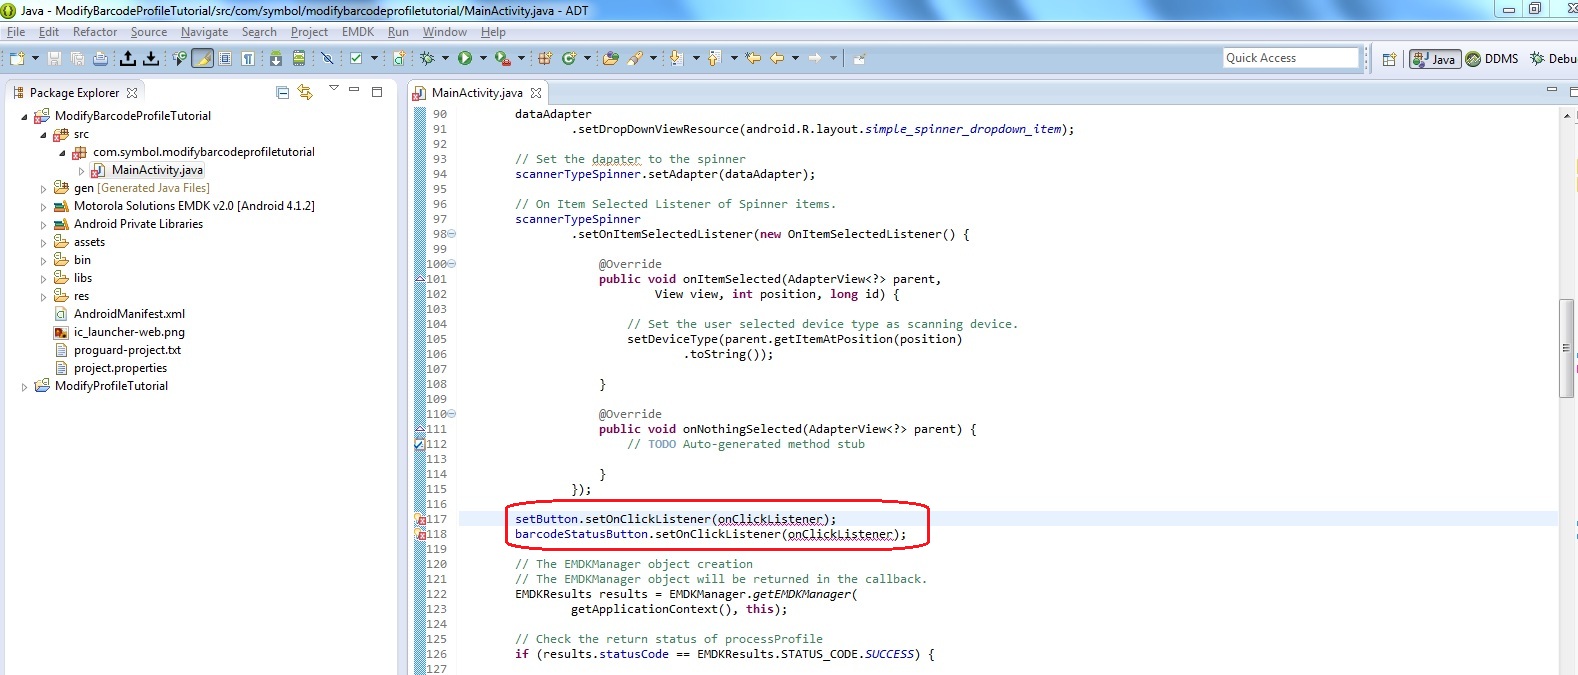 Java - ModifyBarcodeProfileTutorial/src/com/symbol/modifybarcodeprofiletutorial/MainActivity.java - ADT
File Edit Refactor Source Navigate Search Project EMDK Run Window Help
Quick Access
Java
DDMS
Debu
Package Explorer
ModifyBarcodeProfileTutorial
src
com.symbol.modifybarcodeprofiletutorial
MainActivity.java
gen [Generated Java Files]
Motorola Solutions EMDK v2.0 [Android 4.1.2]
Android Private Libraries
assets
bin
libs
res
AndroidManifest.xml
ic_launcher-web.png
proguard-project.txt
project.properties
ModifyProfileTutorial
MainActivity.java
90 dataAdapter
91 .setDropDownViewResource(android.R.layout.simple_spinner_dropdown_item);
92
93 // Set the dapater to the spinner
94 scannerTypeSpinner.setAdapter(dataAdapter);
95
96 // On Item Selected Listener of Spinner items.
97 scannerTypeSpinner
98 .setOnItemSelectedListener(new OnItemSelectedListener() {
99
100 @Override
101 public void onItemSelected(AdapterView<?> parent,
102 View view, int position, long id) {
103
104 // Set the user selected device type as scanning device.
105 setDeviceType(parent.getItemAtPosition(position)
106 .toString());
107
108 }
109
110 @Override
111 public void onNothingSelected(AdapterView<?> parent) {
112 // TODO Auto-generated method stub
113
114 }
115 });
116
117 setButton.setOnClickListener(onClickListener);
118 barcodeStatusButton.setOnClickListener(onClickListener);
119
120 // The EMDKManager object creation
121 // The EMDKManager object will be returned in the callback.
122 EMDKResults results = EMDKManager.getEMDKManager(
123 getApplicationContext(), this);
124
125 // Check the return status of processProfile
126 if (results.statusCode == EMDKResults.STATUS_CODE.SUCCESS) {
127